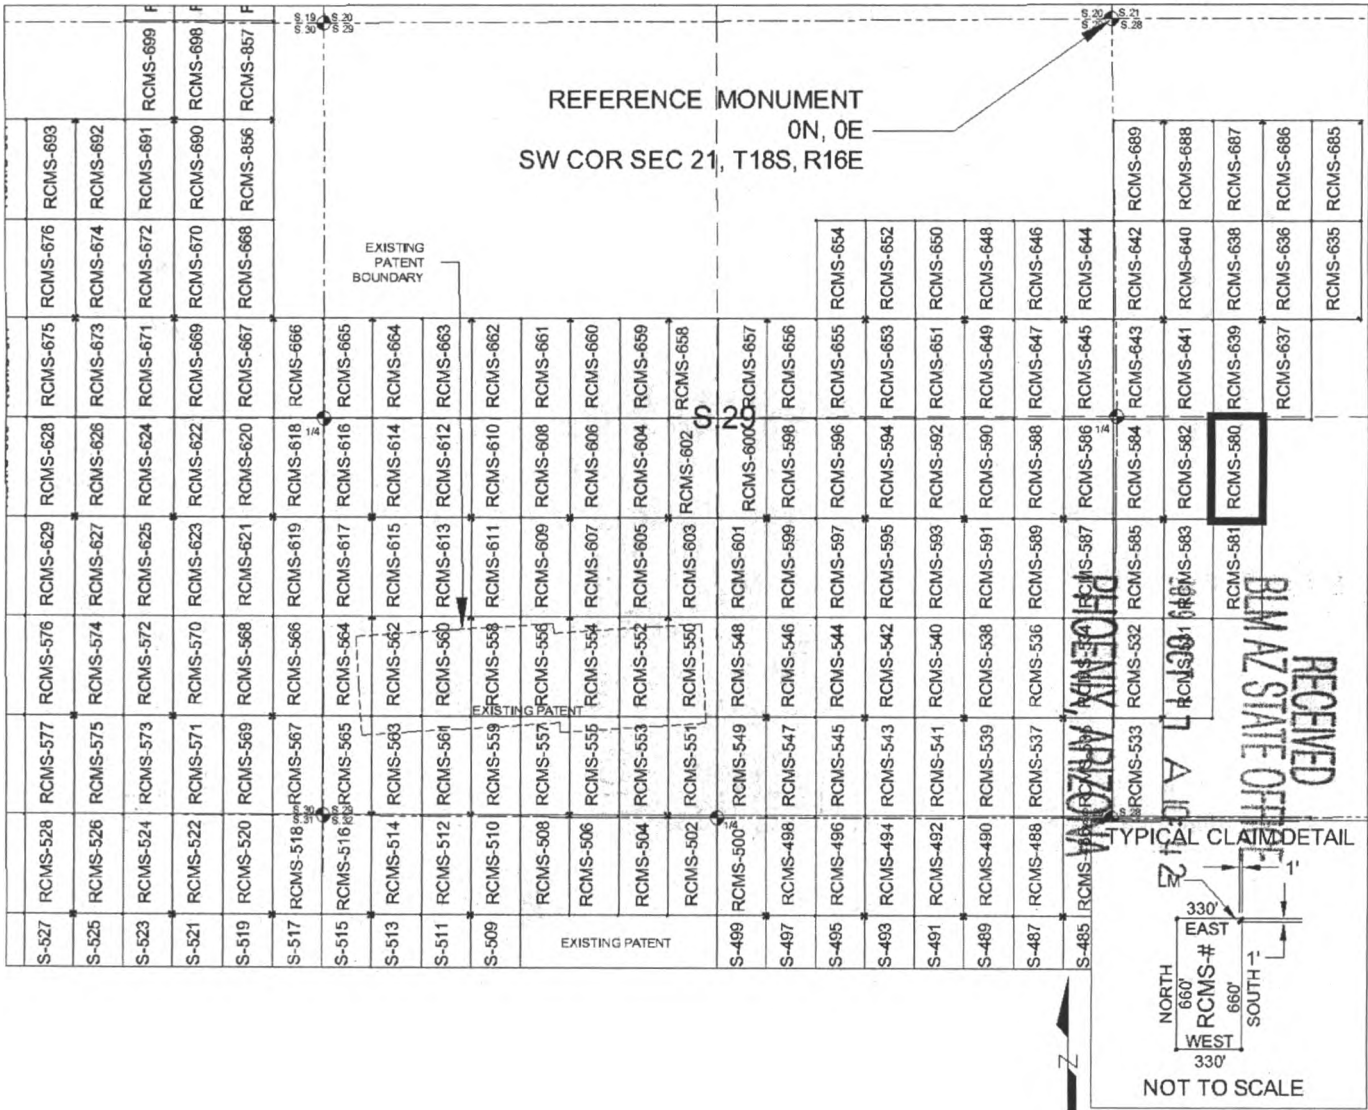 S.19 S.20
S.30 S.29
S.20 S.21
S.28
F F F
RCMS-699 RCMS-698 RCMS-857
REFERENCE MONUMENT
0N, 0E
SW COR SEC 21, T18S, R16E
RCMS-693 RCMS-692 RCMS-691 RCMS-690 RCMS-856 RCMS-689 RCMS-688 RCMS-687 RCMS-686 RCMS-685
EXISTING
PATENT
BOUNDARY
RCMS-676 RCMS-674 RCMS-672 RCMS-670 RCMS-668 RCMS-654 RCMS-652 RCMS-650 RCMS-648 RCMS-646 RCMS-644 RCMS-642 RCMS-640 RCMS-638 RCMS-636 RCMS-635
RCMS-675 RCMS-673 RCMS-671 RCMS-669 RCMS-667 RCMS-666 RCMS-665 RCMS-664 RCMS-663 RCMS-662 RCMS-661 RCMS-660 RCMS-659 RCMS-658 RCMS-657 RCMS-656 RCMS-655 RCMS-653 RCMS-651 RCMS-649 RCMS-647 RCMS-645 RCMS-643 RCMS-641 RCMS-639 RCMS-637
S.29
1/4 1/4
RCMS-628 RCMS-626 RCMS-624 RCMS-622 RCMS-620 RCMS-618 RCMS-616 RCMS-614 RCMS-612 RCMS-610 RCMS-608 RCMS-606 RCMS-604 RCMS-602 RCMS-600 RCMS-598 RCMS-596 RCMS-594 RCMS-592 RCMS-590 RCMS-588 RCMS-586 RCMS-584 RCMS-582 RCMS-580
RCMS-629 RCMS-627 RCMS-625 RCMS-623 RCMS-621 RCMS-619 RCMS-617 RCMS-615 RCMS-613 RCMS-611 RCMS-609 RCMS-607 RCMS-605 RCMS-603 RCMS-601 RCMS-599 RCMS-597 RCMS-595 RCMS-593 RCMS-591 RCMS-589 RCMS-587 RCMS-585 RCMS-583 RCMS-581
RCMS-576 RCMS-574 RCMS-572 RCMS-570 RCMS-568 RCMS-566 RCMS-564 RCMS-562 RCMS-560 RCMS-558 RCMS-556 RCMS-554 RCMS-552 RCMS-550 RCMS-548 RCMS-546 RCMS-544 RCMS-542 RCMS-540 RCMS-538 RCMS-536 RCMS-534 RCMS-532 RCMS-531
EXISTING PATENT
RCMS-577 RCMS-575 RCMS-573 RCMS-571 RCMS-569 RCMS-567 RCMS-565 RCMS-563 RCMS-561 RCMS-559 RCMS-557 RCMS-555 RCMS-553 RCMS-551 RCMS-549 RCMS-547 RCMS-545 RCMS-543 RCMS-541 RCMS-539 RCMS-537 RCMS-535 RCMS-533
S.31
1/4
RCMS-528 RCMS-526 RCMS-524 RCMS-522 RCMS-520 RCMS-518 RCMS-516 RCMS-514 RCMS-512 RCMS-510 RCMS-508 RCMS-506 RCMS-504 RCMS-502 RCMS-500 RCMS-498 RCMS-496 RCMS-494 RCMS-492 RCMS-490 RCMS-488
S-527 S-525 S-523 S-521 S-519 S-517 S-515 S-513 S-511 S-509
EXISTING PATENT
S-499 S-497 S-495 S-493 S-491 S-489 S-487 S-485
RECEIVED
BLM AZ STATE OFFICE
OCT 17 A
PHOENIX, ARIZONA
TYPICAL CLAIM DETAIL
LM
1'
330'
EAST
1'
NORTH
660'
RCMS-#
660'
SOUTH
WEST
330'
NOT TO SCALE
Z